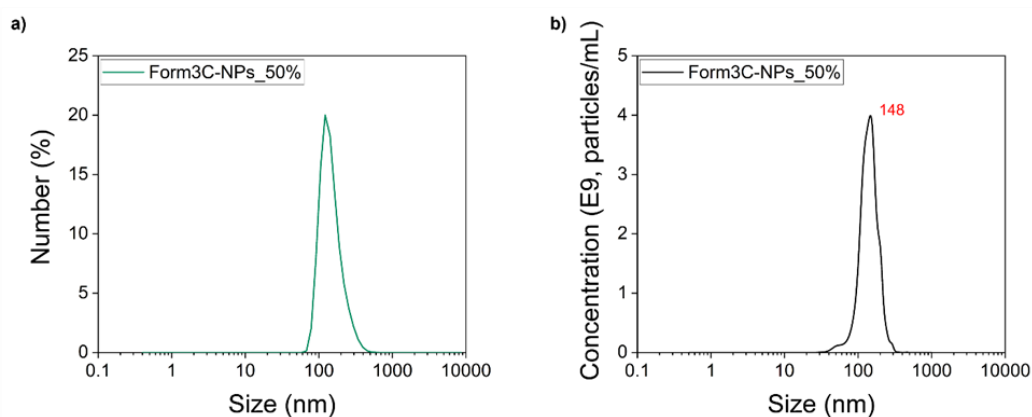 a)
Form3C-NPs_50%
Number (%)
25
20
15
10
5
0
0.1 1 10 100 1000 10000
Size (nm)
b)
Form3C-NPs_50%
148
Concentration (E9, particles/mL)
5
4
3
2
1
0
0.1 1 10 100 1000 10000
Size (nm)